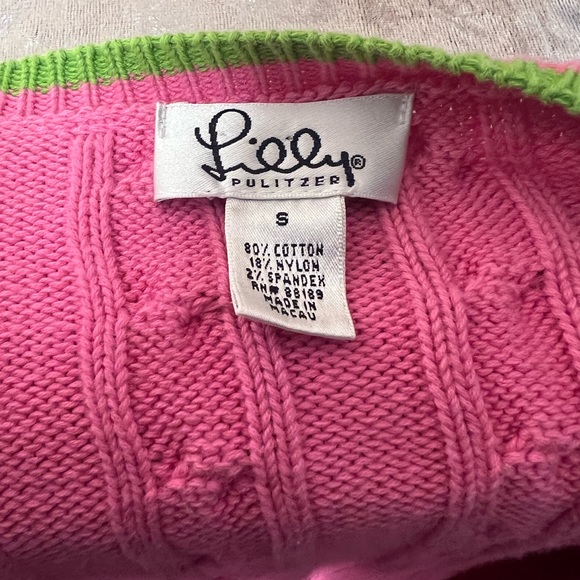 Lilly®
PULITZER
S
80% COTTON
18% NYLON
2% SPANDEX
RN# 88189
MADE IN
MACAU